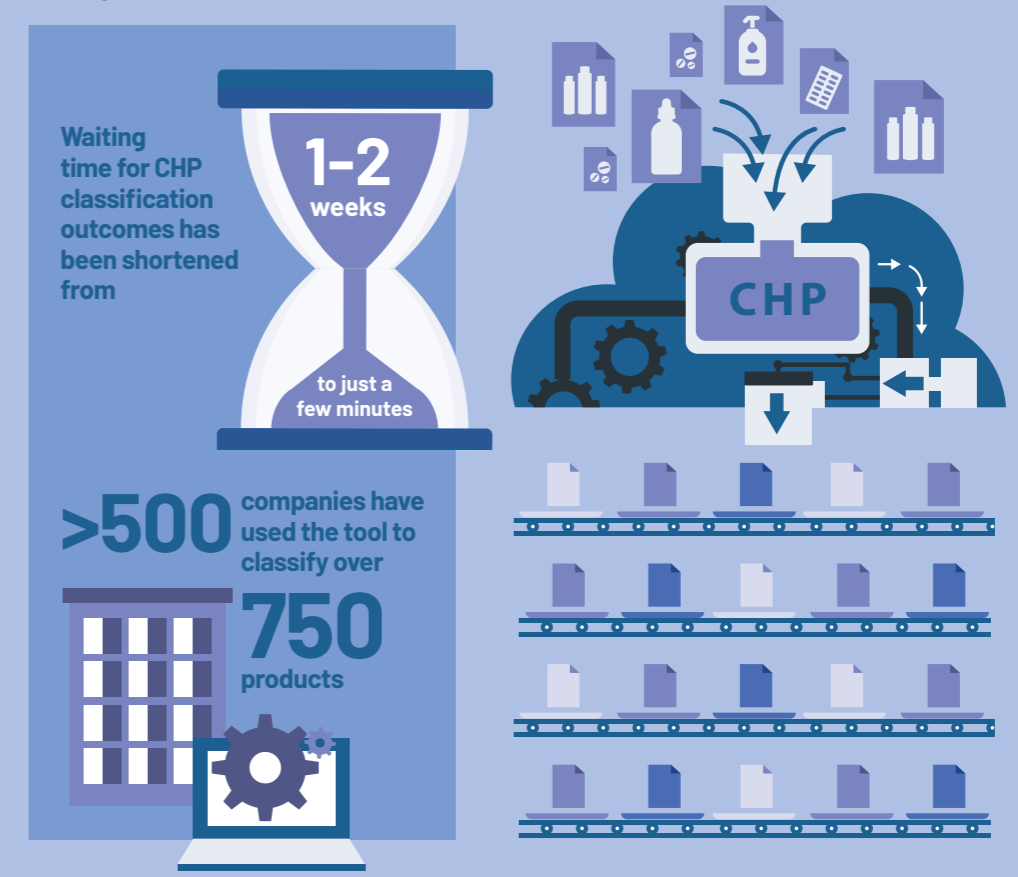 Waiting
time for CHP
classification
outcomes has
been shortened
from
1-2
weeks
to just a
few minutes
>500
companies have
used the tool to
classify over
750
products
CHP